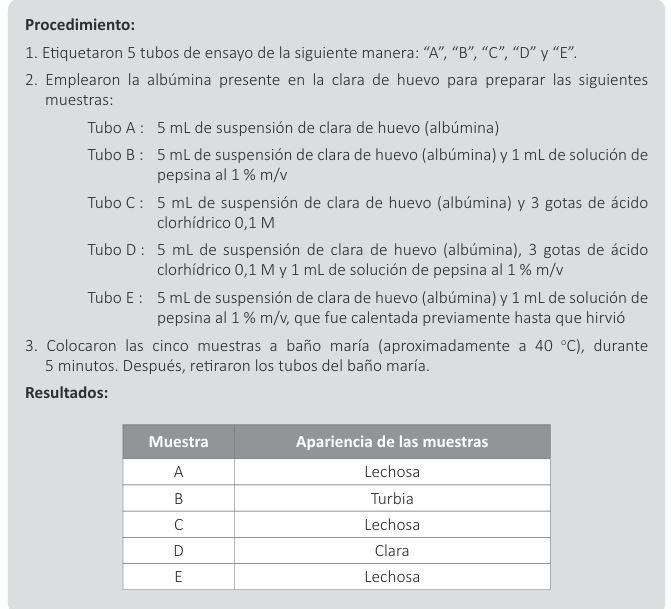 Procedimiento:
1. Etiquetaron 5 tubos de ensayo de la siguiente manera: “A”, “B”, “C”, “D” y “E”.
2. Emplearon la albúmina presente en la clara de huevo para preparar las siguientes
muestras:
Tubo A : 5 mL de suspensión de clara de huevo (albúmina)
Tubo B : 5 mL de suspensión de clara de huevo (albúmina) y 1 mL de solución de
pepsina al 1 % m/v
Tubo C : 5 mL de suspensión de clara de huevo (albúmina) y 3 gotas de ácido
clorhídrico 0,1 M
Tubo D : 5 mL de suspensión de clara de huevo (albúmina), 3 gotas de ácido
clorhídrico 0,1 M y 1 mL de solución de pepsina al 1 % m/v
Tubo E : 5 mL de suspensión de clara de huevo (albúmina) y 1 mL de solución de
pepsina al 1 % m/v, que fue calentada previamente hasta que hirvió
3. Colocaron las cinco muestras a baño maría (aproximadamente a 40 °C), durante
5 minutos. Después, retiraron los tubos del baño maría.
Resultados:
Muestra Apariencia de las muestras
A Lechosa
B Turbia
C Lechosa
D Clara
E Lechosa